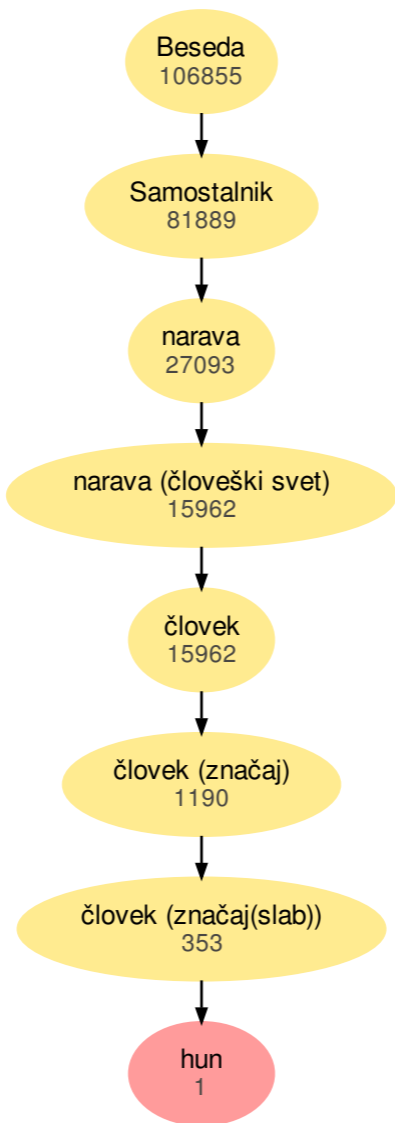 Beseda
106855
Samostalnik
81889
narava
27093
narava (človeški svet)
15962
človek
15962
človek (značaj)
1190
človek (značaj(slab))
353
hun
1